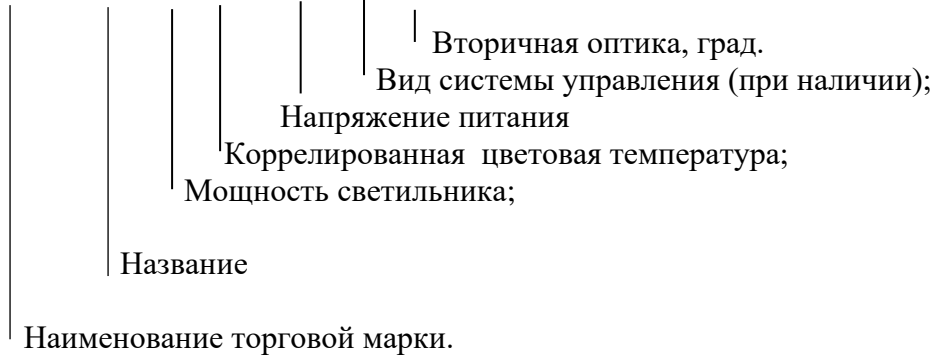 Вторичная оптика, град.
Вид системы управления (при наличии);
Напряжение питания
Коррелированная цветовая температура;
Мощность светильника;
Название
Наименование торговой марки.